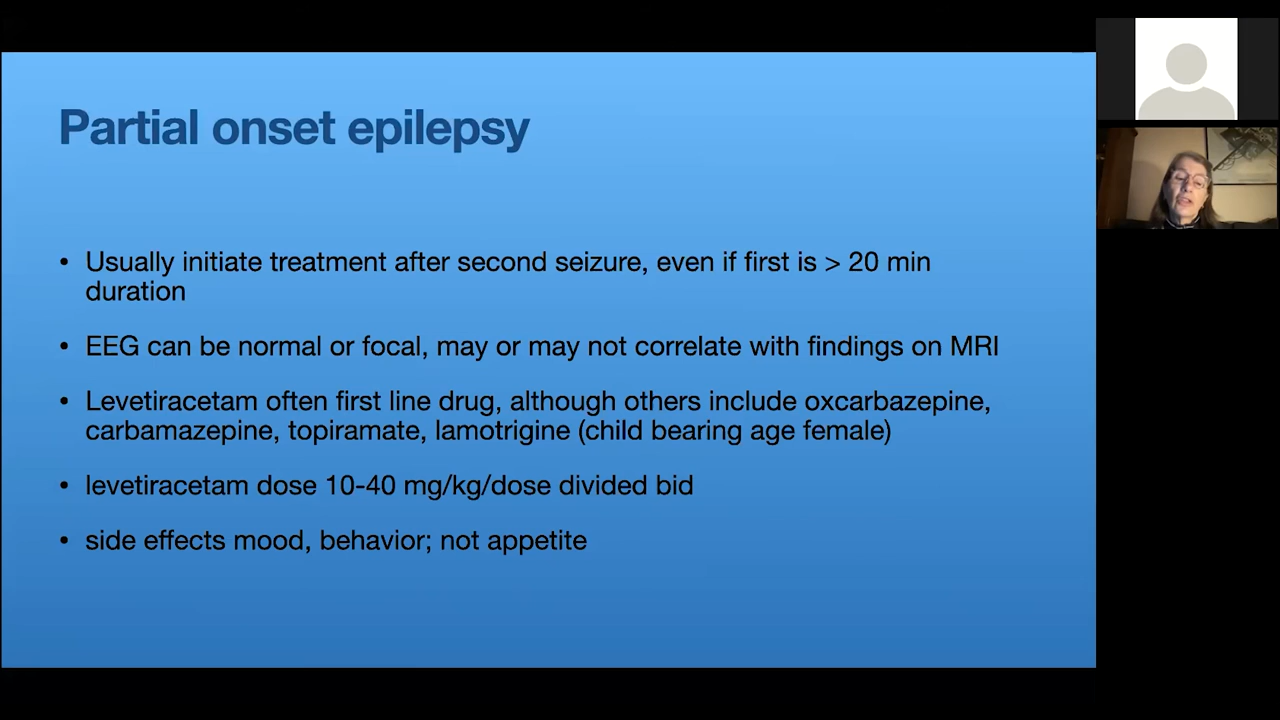 Partial onset epilepsy
• Usually initiate treatment after second seizure, even if first is > 20 min
duration
• EEG can be normal or focal, may or may not correlate with findings on MRI
• Levetiracetam often first line drug, although others include oxcarbazepine,
carbamazepine, topiramate, lamotrigine (child bearing age female)
• levetiracetam dose 10-40 mg/kg/dose divided bid
• side effects mood, behavior; not appetite